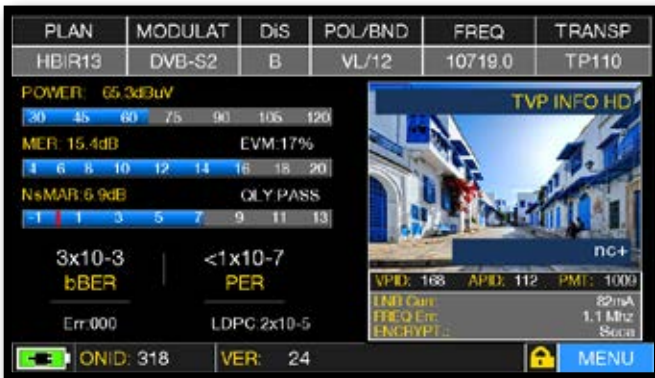 PLAN MODULAT DiS POL/BND FREQ TRANSP
HBIR13 DVB-S2 B VL/12 10719.0 TP110
POWER: 65.3dBuV
30 45 60 75 90 105 120
MER: 15.4dB EVM:17%
4 6 8 10 12 14 16 18 20
NsMAR:6.9dB QLY:PASS
-1 1 3 5 7 9 11 13
3x10-3 <1x10-7
bBER PER
Err:000 LDPC:2x10-5
TVP INFO HD
nc+
VPID: 168 APID: 112 PMT: 1009
LNB Curr: 82mA
FREQ Err: 1.1 Mhz
ENCRYPT.: Seca
ONID: 318 VER: 24 MENU